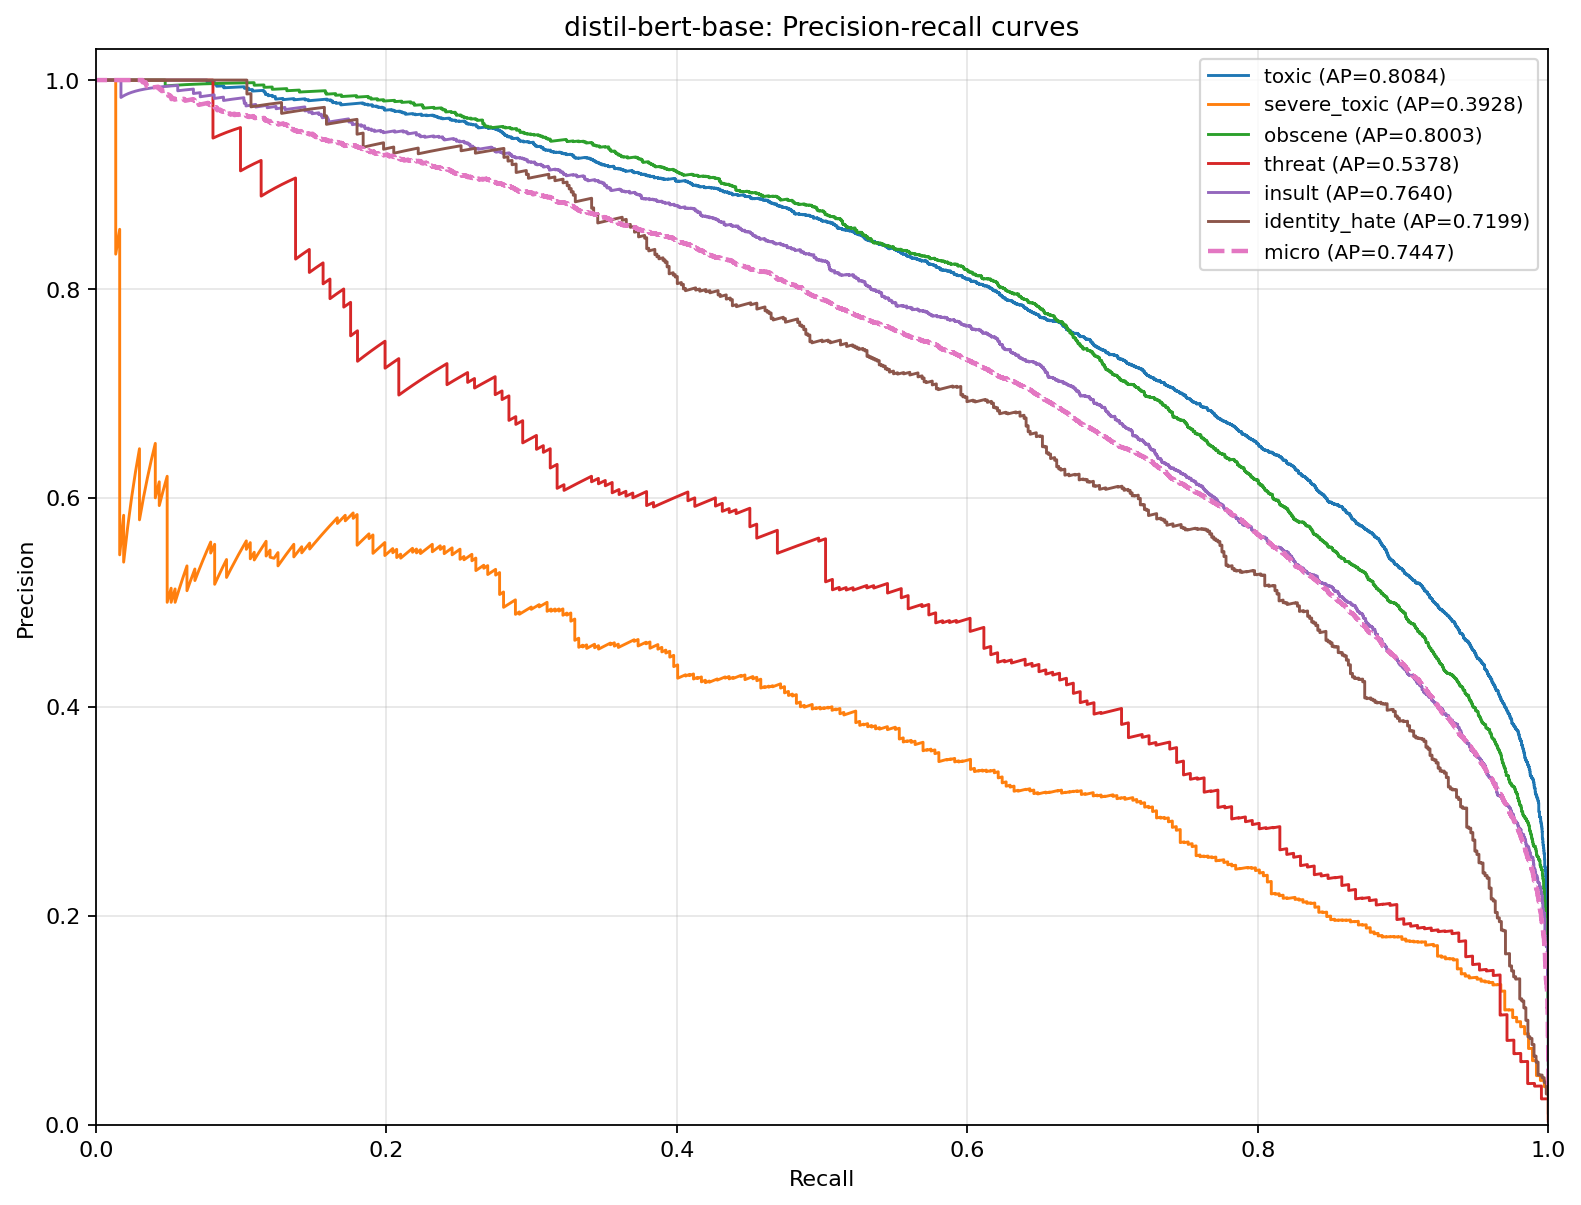 distil-bert-base: Precision-recall curves
toxic (AP=0.8084)
severe_toxic (AP=0.3928)
obscene (AP=0.8003)
threat (AP=0.5378)
insult (AP=0.7640)
identity_hate (AP=0.7199)
micro (AP=0.7447)
Precision
1.0
0.8
0.6
0.4
0.2
0.0
0.0 0.2 0.4 0.6 0.8 1.0
Recall